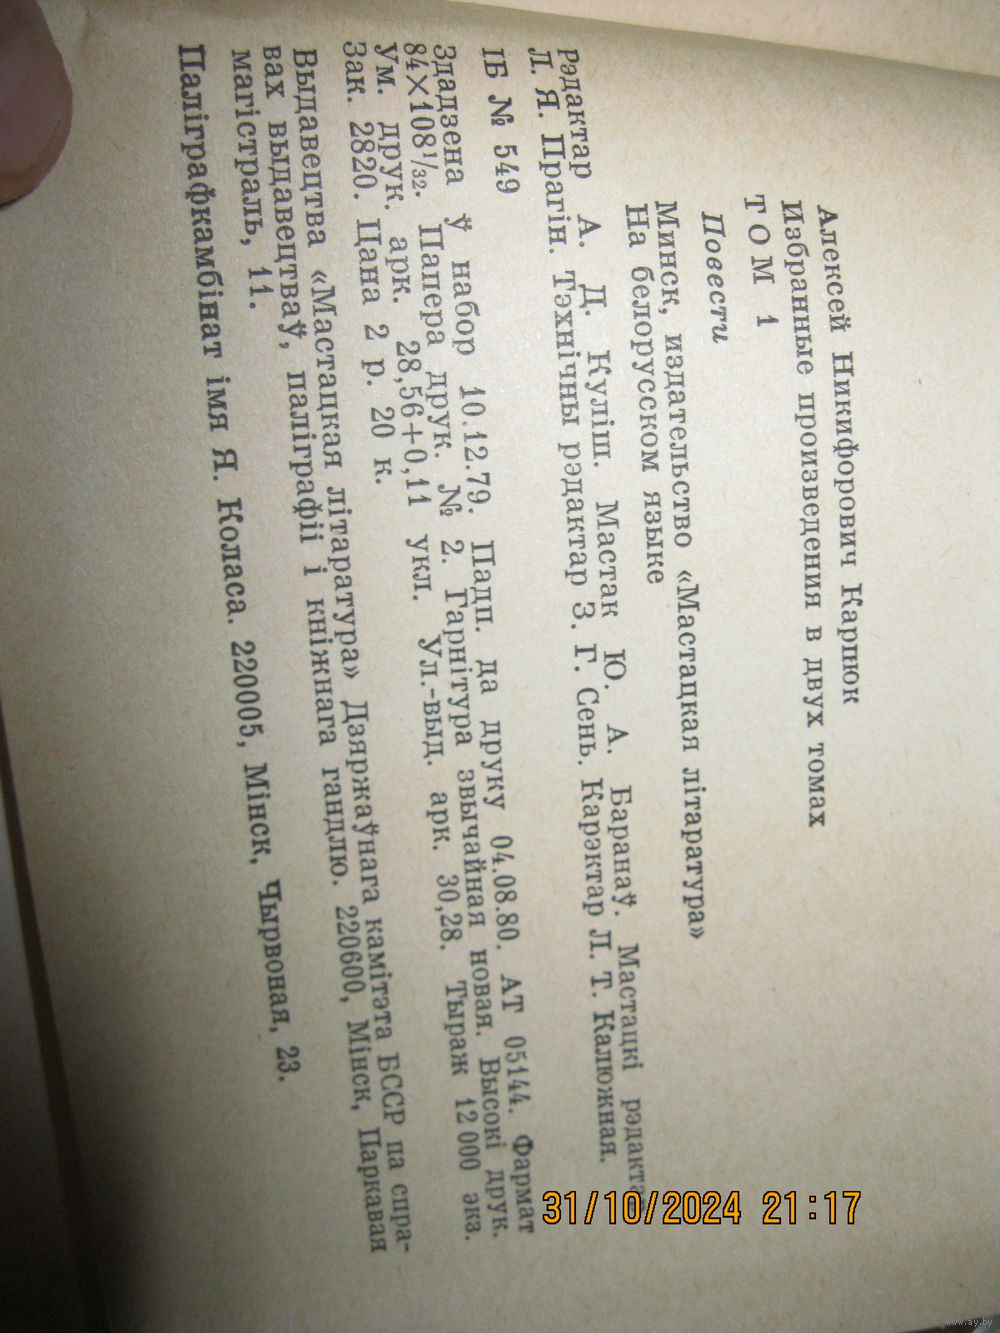 Алексей Никифорович Карпюк
Избранные произведения в двух томах
ТОМ 1
Повести
Минск, издательство «Мастацкая літаратура»
На белорусском языке
Рэдактар А. Д. Куліш. Мастак Ю. А. Баранаў. Мастацкі рэдактар
Л. Я. Прагін. Тэхнічны рэдактар З. Г. Сень. Карэктар Л. Т. Калюжная.
ІБ № 549
Здадзена ў набор 10.12.79. Падп. да друку 04.08.80. АТ 05144. Фармат
84×108¹/₃₂. Папера друк. № 2. Гарнітура звычайная новая. Высокі друк.
Ум. друк. арк. 28,56+0,11 укл. Ул.-выд. арк. 30,28. Тыраж 12 000 экз.
Зак. 2820. Цана 2 р. 20 к.
Выдавецтва «Мастацкая літаратура» Дзяржаўнага камітэта БССР па спра-
вах выдавецтваў, паліграфіі і кніжнага гандлю. 220600, Мінск, Паркавая
магістраль, 11.
Паліграфкамбінат імя Я. Коласа. 220005, Мінск, Чырвоная, 23.
31/10/2024 21:17
www.ay.by